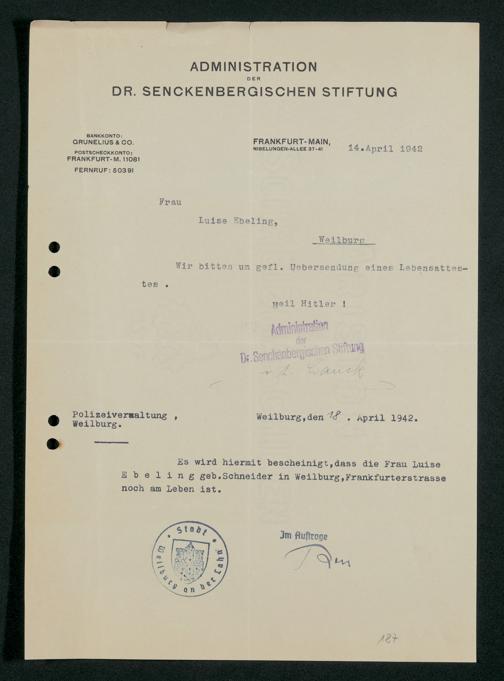 ADMINISTRATION
DER
DR. SENCKENBERGISCHEN STIFTUNG
BANKKONTO:
GRUNELIUS & CO.
POSTSCHECKKONTO:
FRANKFURT-M. 11081
FERNRUF: 50391
FRANKFURT-MAIN,
NIBELUNGEN-ALLEE 37-41
14.April 1942
Frau
Luise Ebeling,
Weilburg
Wir bitten um gefl. Uebersendung eines Lebensattes-
tes .
Heil Hitler !
Administration
der
Dr. Senckenbergischen Stiftung
Polizeiverwaltung ,
Weilburg.
Weilburg,den 18 . April 1942.
Es wird hiermit bescheinigt,dass die Frau Luise
E b e l i n g geb.Schneider in Weilburg,Frankfurterstrasse
noch am Leben ist.
Stadt
Weilburg an der Lahn
Im Auftrage
187